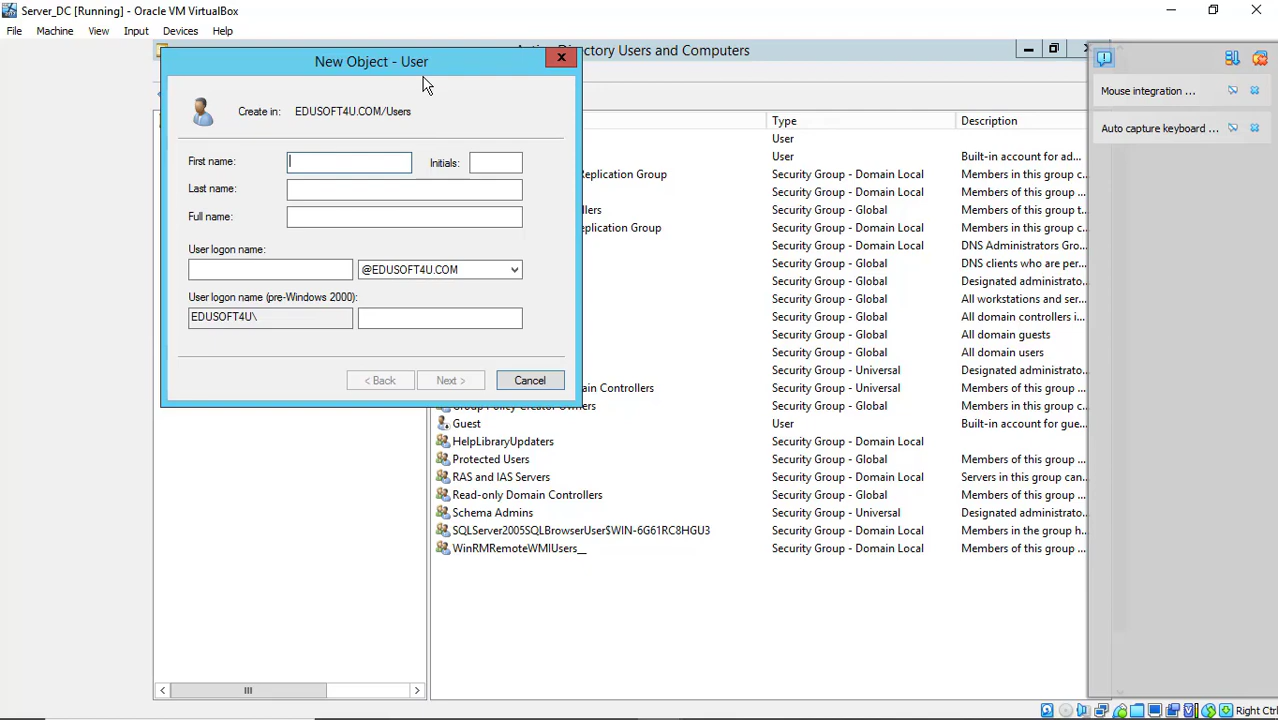 Server_DC [Running] - Oracle VM VirtualBox
File Machine View Input Devices Help
Active Directory Users and Computers
New Object - User
Create in: EDUSOFT4U.COM/Users
First name: Initials:
Last name:
Full name:
User logon name:
@EDUSOFT4U.COM
User logon name (pre-Windows 2000):
EDUSOFT4U\
< Back Next > Cancel
Mouse integration ...
Auto capture keyboard ...
Type Description
User
User Built-in account for ad...
Replication Group Security Group - Domain Local Members in this group c...
Security Group - Domain Local Members of this group ...
llers Security Group - Global Members of this group t...
eplication Group Security Group - Domain Local Members of this group ...
Security Group - Domain Local DNS Administrators Gro...
Security Group - Global DNS clients who are per...
Security Group - Global Designated administrato...
Security Group - Global All workstations and ser...
Security Group - Global All domain controllers i...
Security Group - Global All domain guests
Security Group - Global All domain users
Security Group - Universal Designated administrato...
ain Controllers Security Group - Universal Members of this group ...
Group Policy Creator Owners Security Group - Global Members in this group c...
Guest User Built-in account for gue...
HelpLibraryUpdaters Security Group - Domain Local
Protected Users Security Group - Global Members of this group ...
RAS and IAS Servers Security Group - Domain Local Servers in this group can...
Read-only Domain Controllers Security Group - Global Members of this group ...
Schema Admins Security Group - Universal Designated administrato...
SQLServer2005SQLBrowserUser$WIN-6G61RC8HGU3 Security Group - Domain Local Members in the group h...
WinRMRemoteWMIUsers__ Security Group - Domain Local Members of this group ...
Right Ctrl